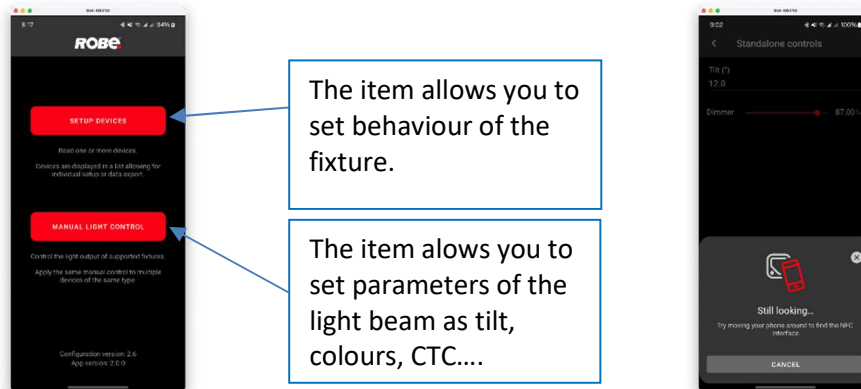 8:17
94%
ROBE
SETUP DEVICES
Read one or more devices.
Devices are displayed in a list allowing for
individual setup or data export.
MANUAL LIGHT CONTROL
Control the light output of supported fixtures.
Apply the same manual control to multiple
devices of the same type.
Configuration version: 2.6
App version: 2.0.0
The item allows you to
set behaviour of the
fixture.
The item alows you to
set parameters of the
light beam as tilt,
colours, CTC....
100%
Standalone controls
Tilt (°)
12.0
Dimmer
87.00
Still looking...
Try moving your phone around to find the NFC
interface.
CANCEL